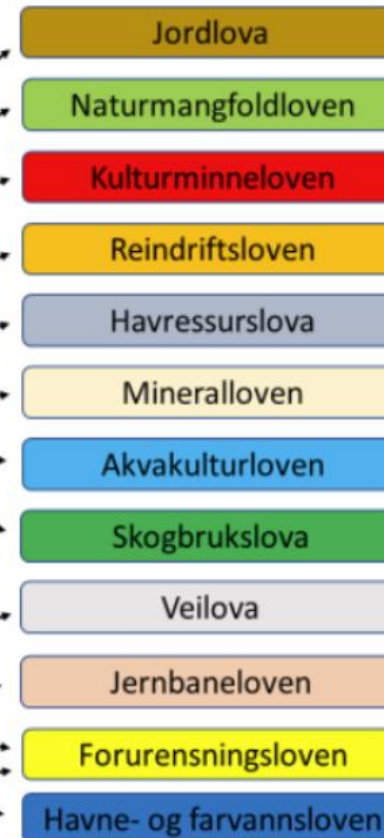 Jordlova
Naturmangfoldloven
Kulturminneloven
Reindriftsloven
Havressurslova
Mineralloven
Akvakulturloven
Skogbrukslova
Veilova
Jernbaneloven
Forurensningsloven
Havne- og farvannsloven